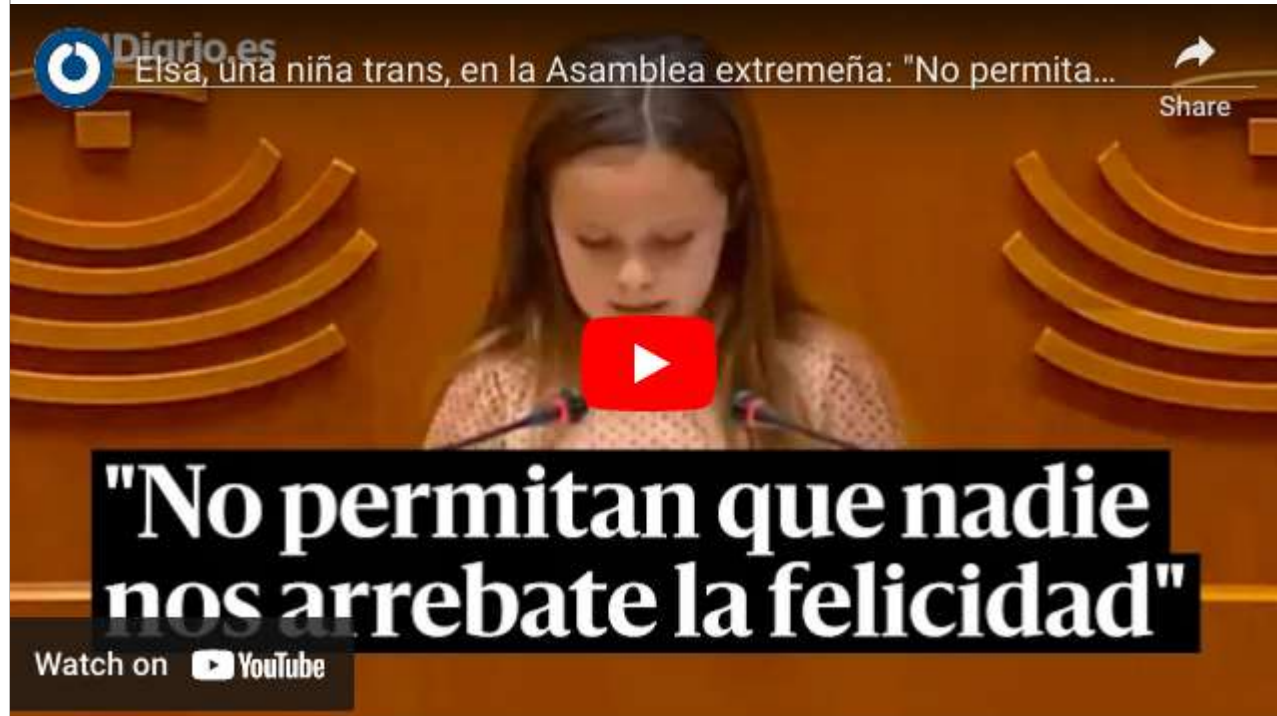 elDiario.es
Elsa, una niña trans, en la Asamblea extremeña: "No permita...
Share
"No permitan que nadie
nos arrebate la felicidad"
Watch on YouTube